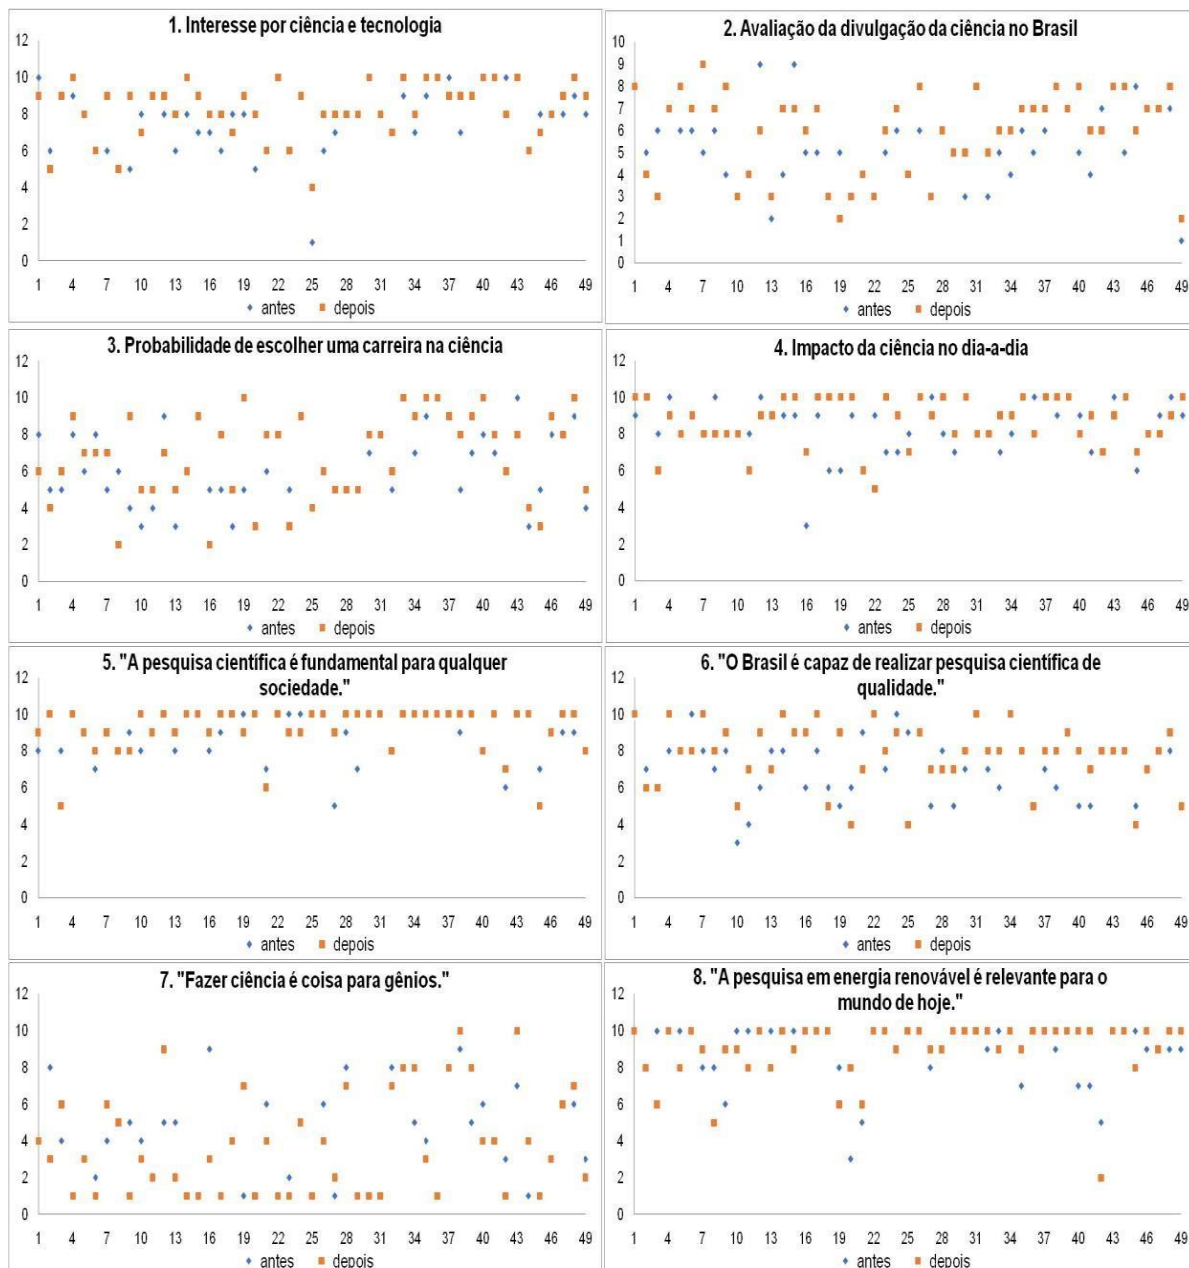 1. Interesse por ciência e tecnologia
12
10
8
6
4
2
0
1 4 7 10 13 16 19 22 25 28 31 34 37 40 43 46 49
antes depois
2. Avaliação da divulgação da ciência no Brasil
10
9
8
7
6
5
4
3
2
1
0
1 4 7 10 13 16 19 22 25 28 31 34 37 40 43 46 49
antes depois
3. Probabilidade de escolher uma carreira na ciência
12
10
8
6
4
2
0
1 4 7 10 13 16 19 22 25 28 31 34 37 40 43 46 49
antes depois
4. Impacto da ciência no dia-a-dia
12
10
8
6
4
2
0
1 4 7 10 13 16 19 22 25 28 31 34 37 40 43 46 49
antes depois
5. "A pesquisa científica é fundamental para qualquer
sociedade."
12
10
8
6
4
2
0
1 4 7 10 13 16 19 22 25 28 31 34 37 40 43 46 49
antes depois
6. "O Brasil é capaz de realizar pesquisa científica de
qualidade."
12
10
8
6
4
2
0
1 4 7 10 13 16 19 22 25 28 31 34 37 40 43 46 49
antes depois
7. "Fazer ciência é coisa para gênios."
12
10
8
6
4
2
0
1 4 7 10 13 16 19 22 25 28 31 34 37 40 43 46 49
antes depois
8. "A pesquisa em energia renovável é relevante para o
mundo de hoje."
12
10
8
6
4
2
0
1 4 7 10 13 16 19 22 25 28 31 34 37 40 43 46 49
antes depois